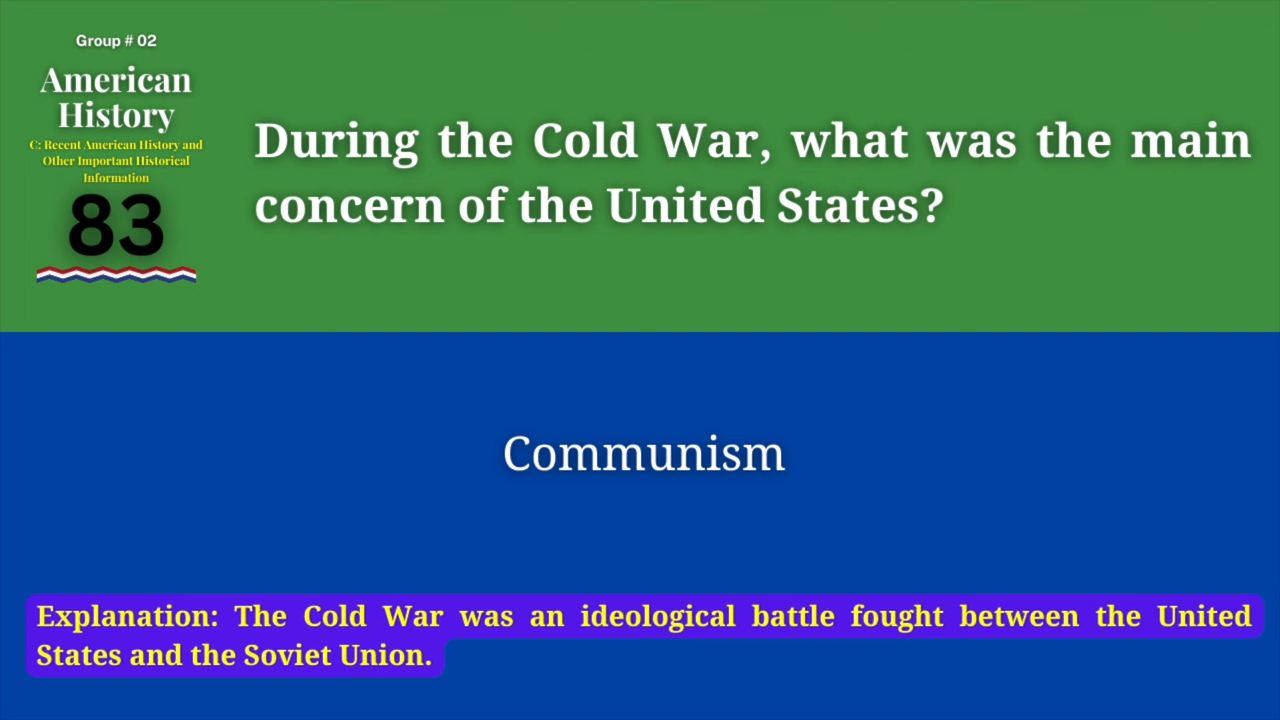 Group # 02
American
History
C: Recent American History and
Other Important Historical
Information
83
During the Cold War, what was the main
concern of the United States?
Communism
Explanation: The Cold War was an ideological battle fought between the United
States and the Soviet Union.